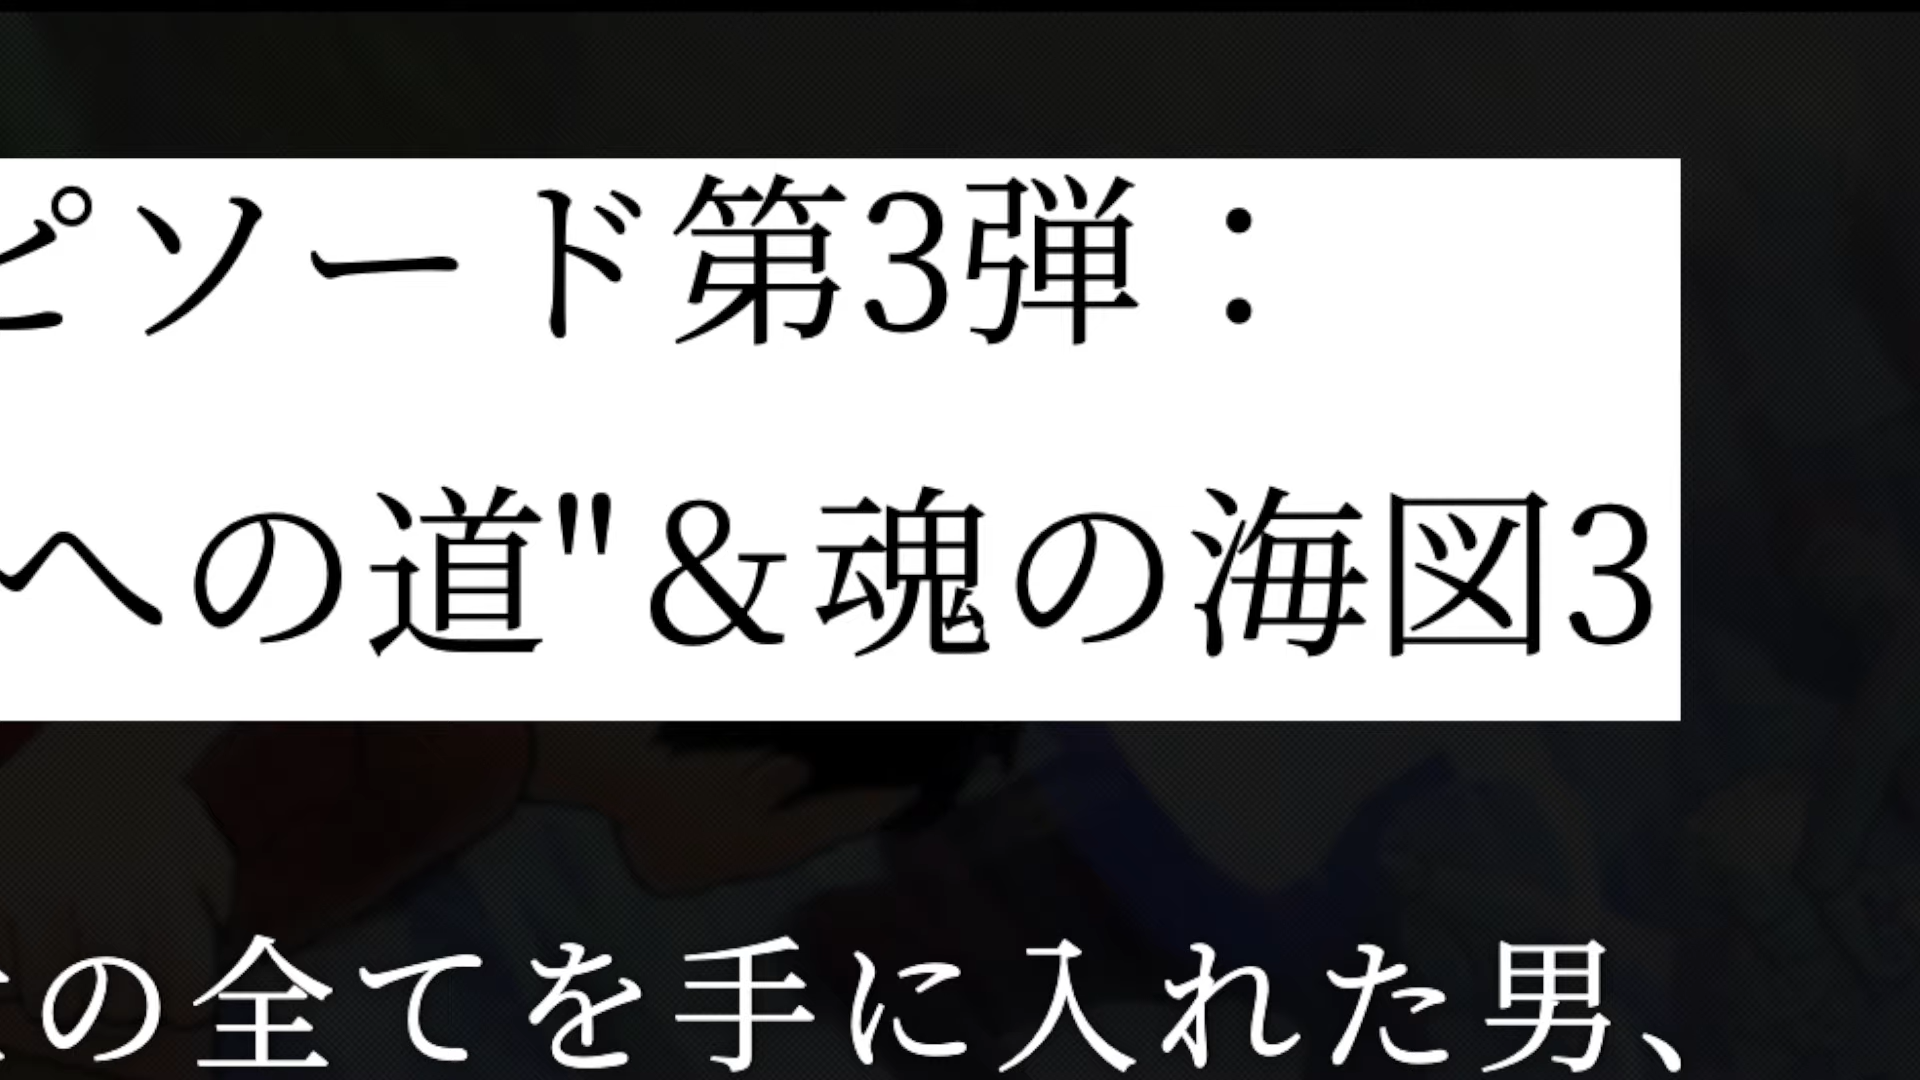 ピソード第3弾：
への道"&魂の海図3
の全てを手に入れた男、